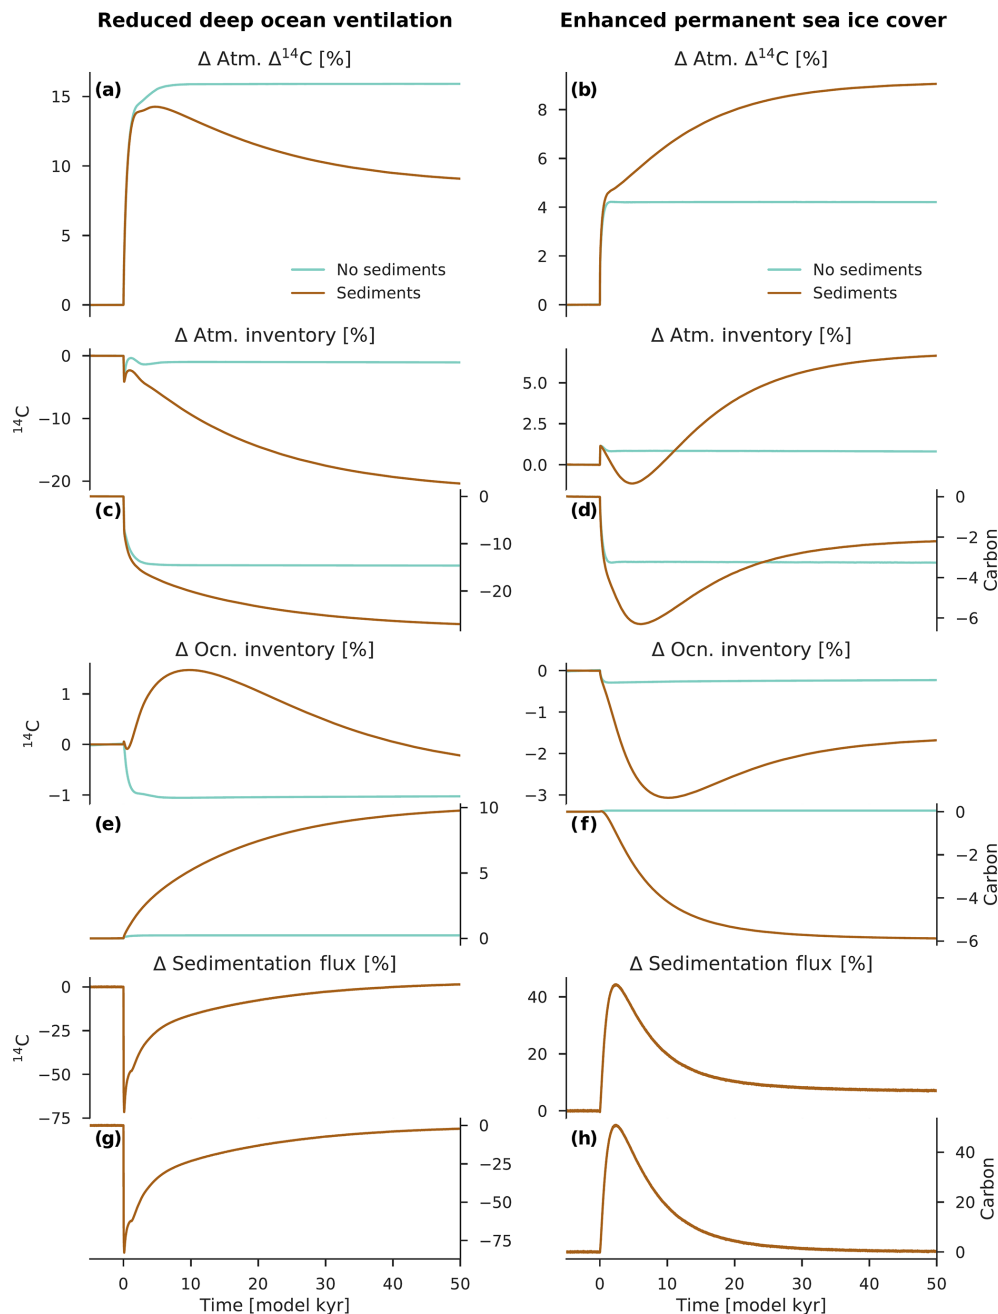 Reduced deep ocean ventilation
Enhanced permanent sea ice cover
Δ Atm. Δ¹⁴C [%]
(a)
15
10
5
0
No sediments
Sediments
Δ Atm. Δ¹⁴C [%]
(b)
8
6
4
2
0
No sediments
Sediments
Δ Atm. inventory [%]
¹⁴C
0
−10
−20
(c)
0
−10
−20
Δ Atm. inventory [%]
5.0
2.5
0.0
(d)
0
−2
−4
−6
Carbon
Δ Ocn. inventory [%]
¹⁴C
1
0
−1
(e)
10
5
0
Δ Ocn. inventory [%]
0
−1
−2
−3
(f)
0
−2
−4
−6
Carbon
Δ Sedimentation flux [%]
¹⁴C
0
−25
−50
−75
(g)
0
−25
−50
−75
0 10 20 30 40 50
Time [model kyr]
Δ Sedimentation flux [%]
40
20
0
(h)
40
20
0
Carbon
0 10 20 30 40 50
Time [model kyr]